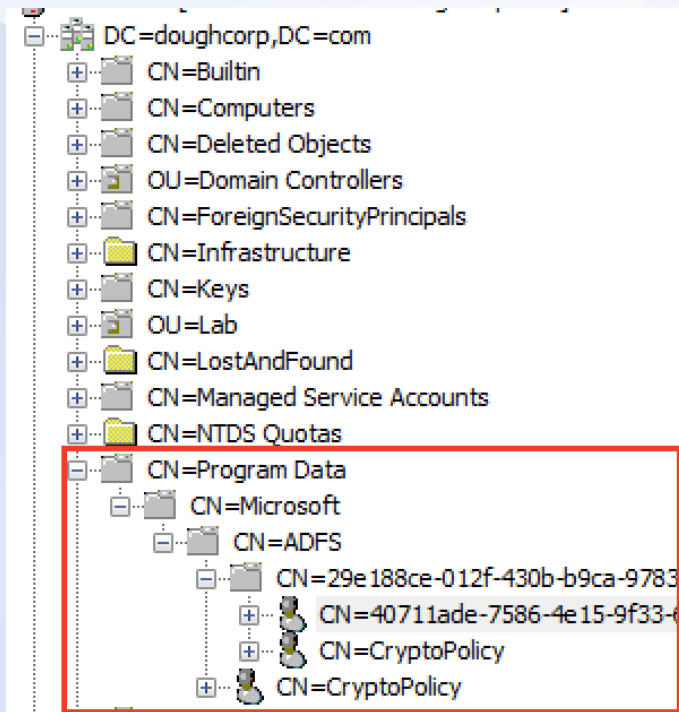 DC=doughcorp,DC=com
CN=Builtin
CN=Computers
CN=Deleted Objects
OU=Domain Controllers
CN=ForeignSecurityPrincipals
CN=Infrastructure
CN=Keys
OU=Lab
CN=LostAndFound
CN=Managed Service Accounts
CN=NTDS Quotas
CN=Program Data
CN=Microsoft
CN=ADFS
CN=29e188ce-012f-430b-b9ca-9783
CN=40711ade-7586-4e15-9f33-
CN=CryptoPolicy
CN=CryptoPolicy